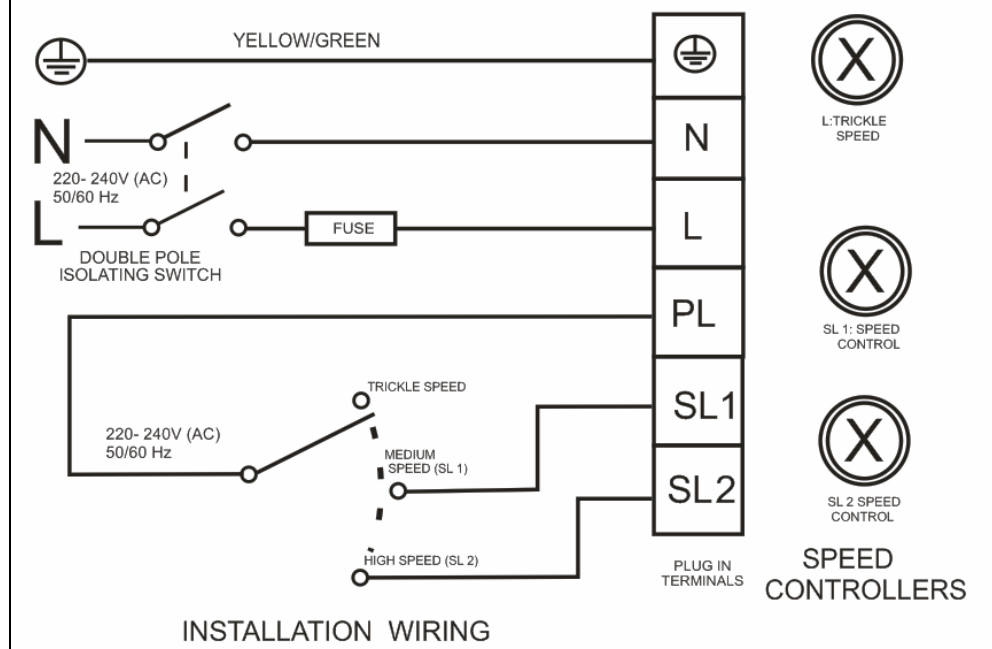 YELLOW/GREEN
N
220- 240V (AC)
50/60 Hz
L
DOUBLE POLE
ISOLATING SWITCH
FUSE
N
L
PL
SL1
SL2
TRICKLE SPEED
220- 240V (AC)
50/60 Hz
MEDIUM
SPEED (SL 1)
HIGH SPEED (SL 2)
PLUG IN
TERMINALS
X
L:TRICKLE
SPEED
X
SL 1: SPEED
CONTROL
X
SL 2 SPEED
CONTROL
SPEED
CONTROLLERS
INSTALLATION WIRING